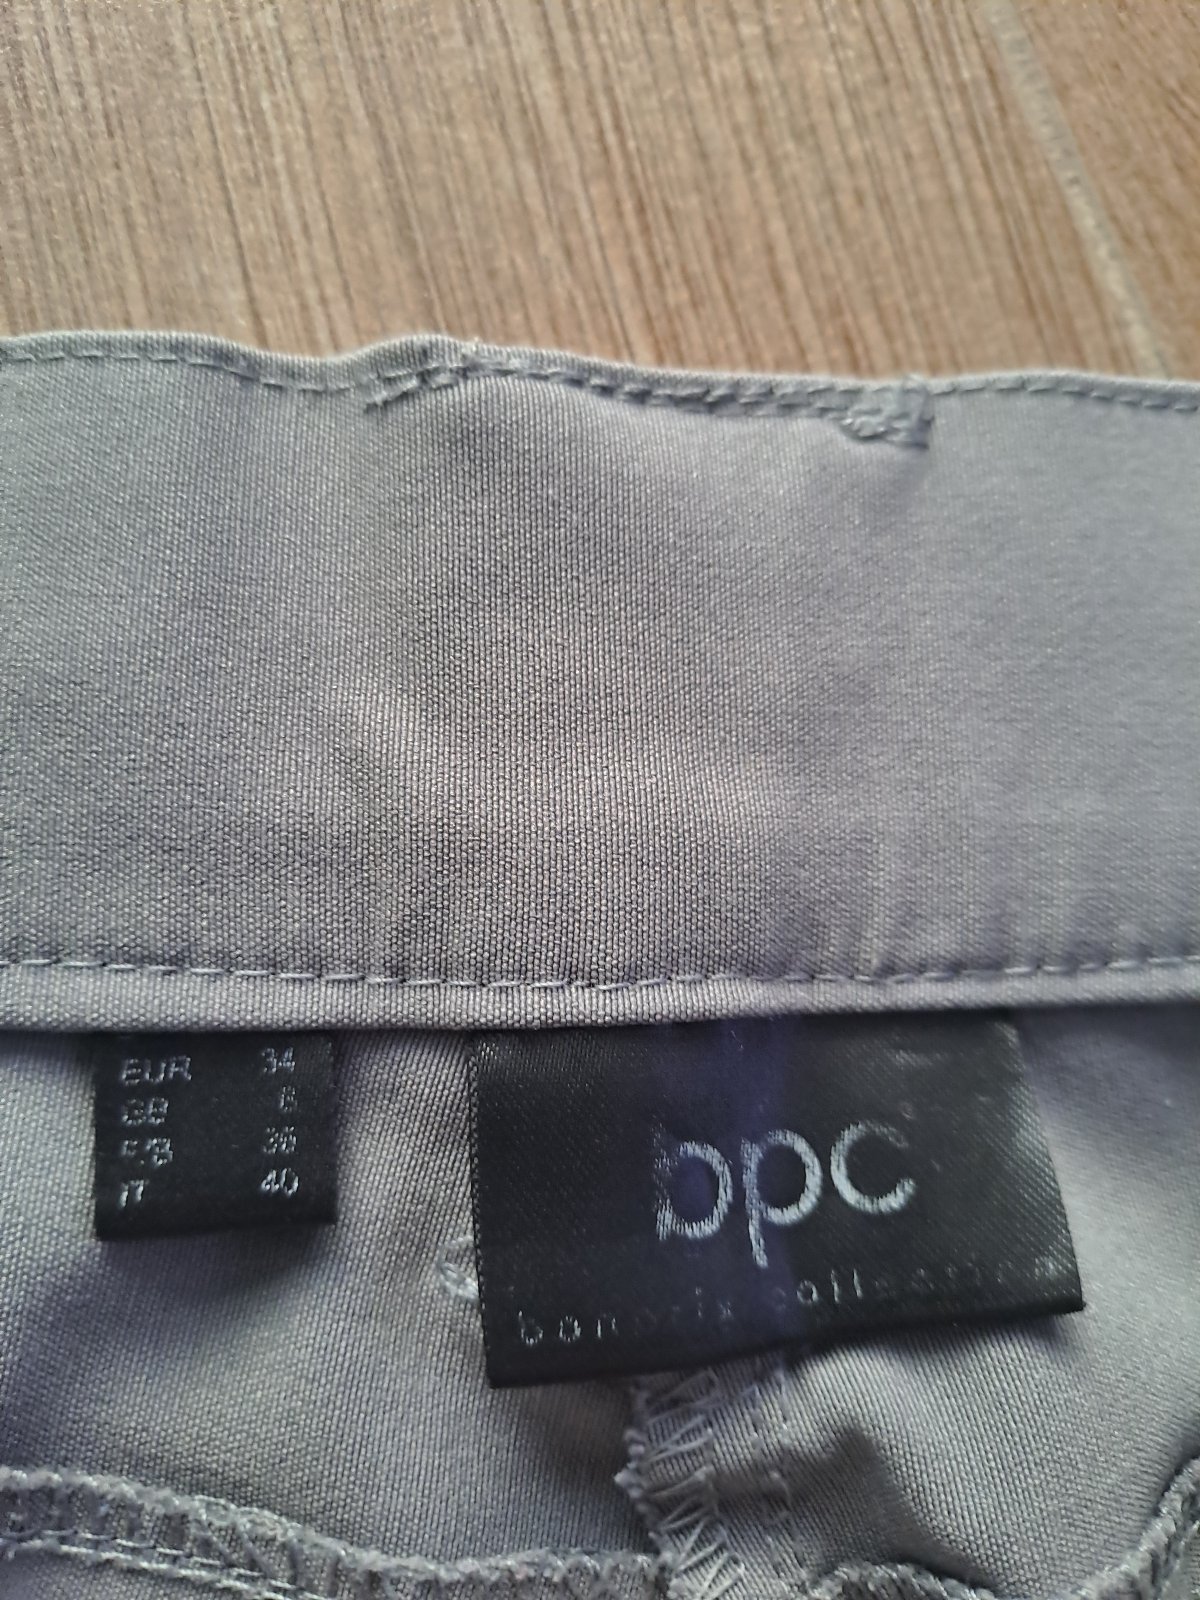 EUR 34
GB 6
F/B 36
IT 40
bpc
bonprix collection